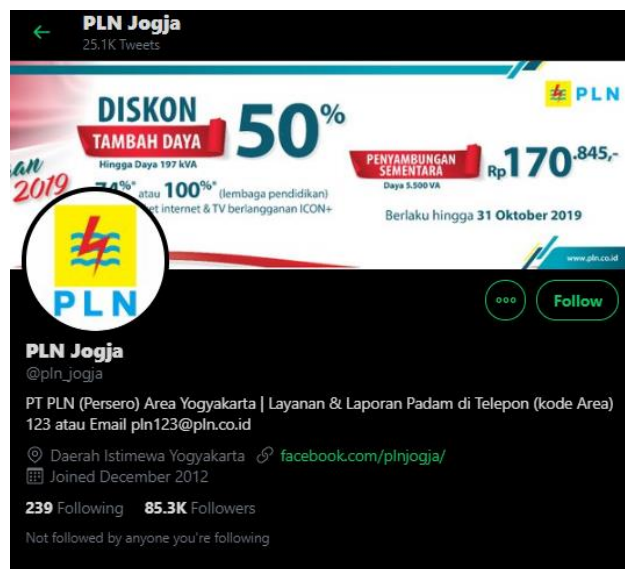 PLN Jogja
25.1K Tweets
DISKON
TAMBAH DAYA
50%
Hingga Daya 197 kVA
an
2019
atau 100%* (lembaga pendidikan)
et internet & TV berlangganan ICON+
PLN
PENYAMBUNGAN
SEMENTARA
Daya 5.500 VA
Rp170.845,-
Berlaku hingga 31 Oktober 2019
www.pln.co.id
PLN
Follow
PLN Jogja
@pln_jogja
PT PLN (Persero) Area Yogyakarta | Layanan & Laporan Padam di Telepon (kode Area)
123 atau Email pln123@pln.co.id
Daerah Istimewa Yogyakarta facebook.com/plnjogja/
Joined December 2012
239 Following 85.3K Followers
Not followed by anyone you're following